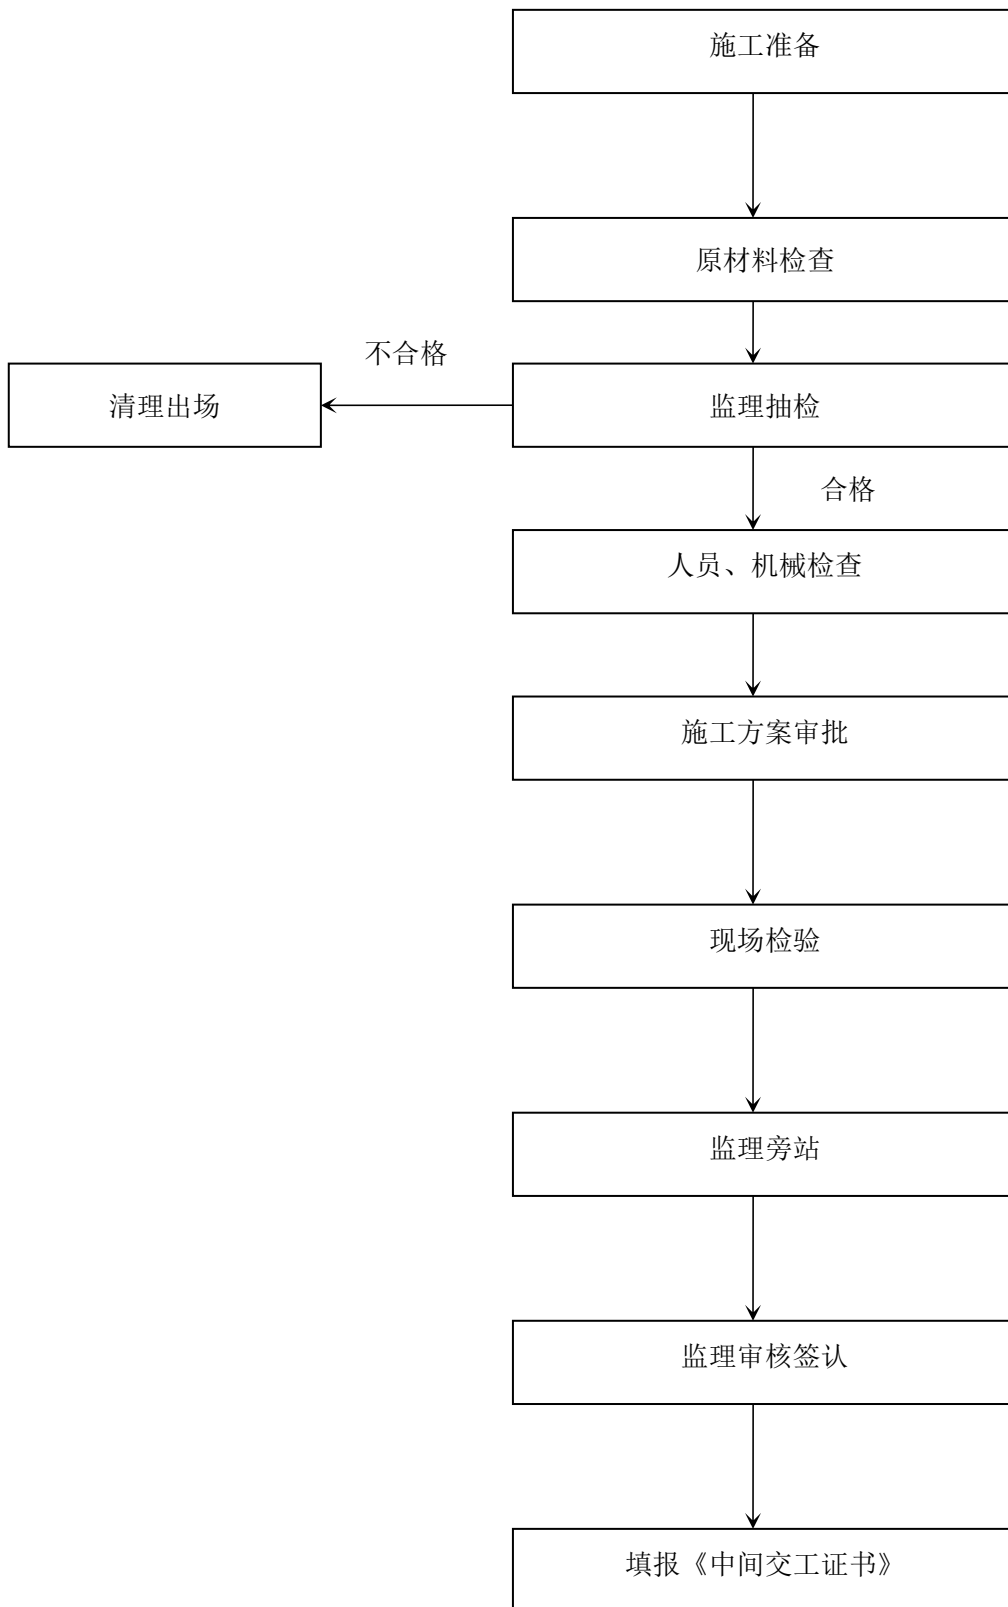 施工准备
原材料检查
不合格
清理出场
监理抽检
合格
人员、机械检查
施工方案审批
现场检验
监理旁站
监理审核签认
填报《中间交工证书》